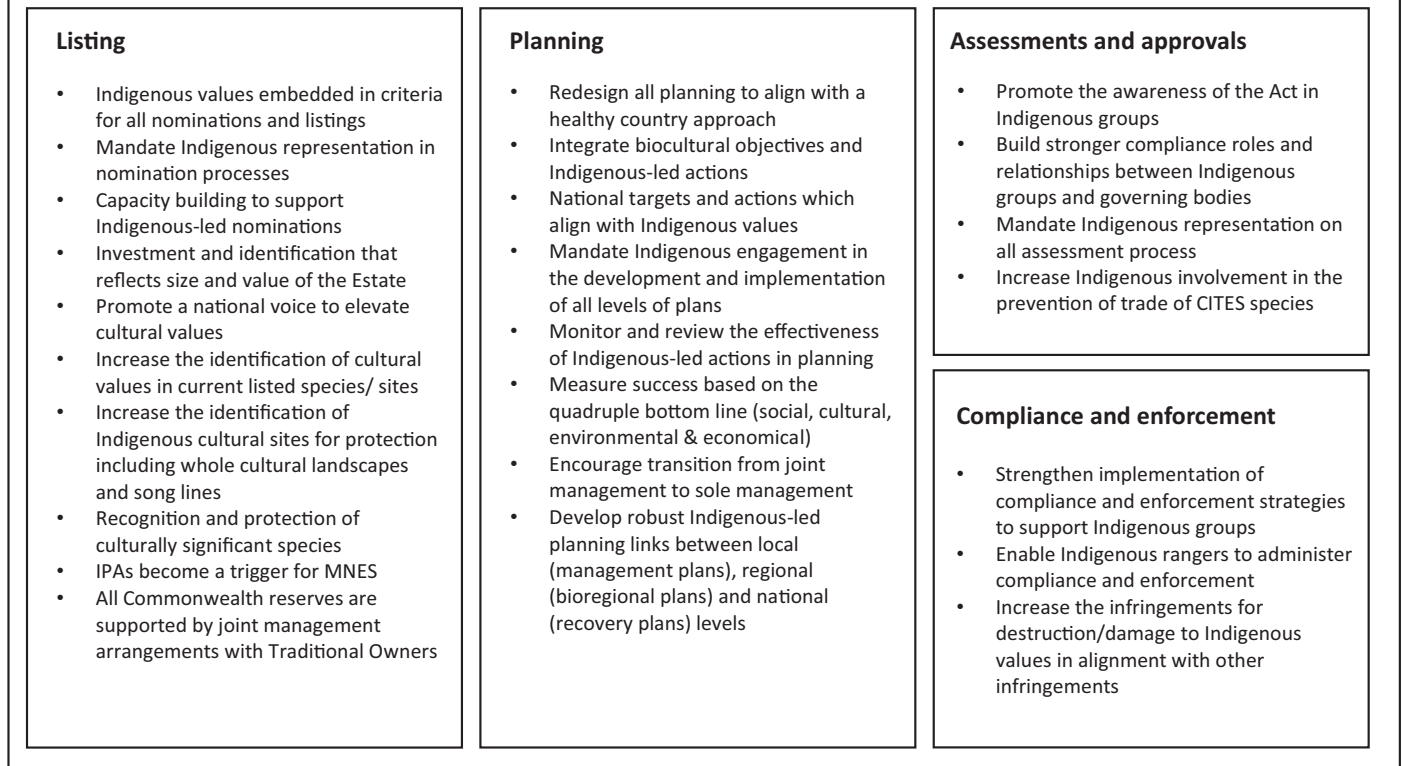 Listing
• Indigenous values embedded in criteria
for all nominations and listings
• Mandate Indigenous representation in
nomination processes
• Capacity building to support
Indigenous-led nominations
• Investment and identification that
reflects size and value of the Estate
• Promote a national voice to elevate
cultural values
• Increase the identification of cultural
values in current listed species/ sites
• Increase the identification of
Indigenous cultural sites for protection
including whole cultural landscapes
and song lines
• Recognition and protection of
culturally significant species
• IPAs become a trigger for MNES
• All Commonwealth reserves are
supported by joint management
arrangements with Traditional Owners
Planning
• Redesign all planning to align with a
healthy country approach
• Integrate biocultural objectives and
Indigenous-led actions
• National targets and actions which
align with Indigenous values
• Mandate Indigenous engagement in
the development and implementation
of all levels of plans
• Monitor and review the effectiveness
of Indigenous-led actions in planning
• Measure success based on the
quadruple bottom line (social, cultural,
environmental & economical)
• Encourage transition from joint
management to sole management
• Develop robust Indigenous-led
planning links between local
(management plans), regional
(bioregional plans) and national
(recovery plans) levels
Assessments and approvals
• Promote the awareness of the Act in
Indigenous groups
• Build stronger compliance roles and
relationships between Indigenous
groups and governing bodies
• Mandate Indigenous representation on
all assessment process
• Increase Indigenous involvement in the
prevention of trade of CITES species
Compliance and enforcement
• Strengthen implementation of
compliance and enforcement strategies
to support Indigenous groups
• Enable Indigenous rangers to administer
compliance and enforcement
• Increase the infringements for
destruction/damage to Indigenous
values in alignment with other
infringements